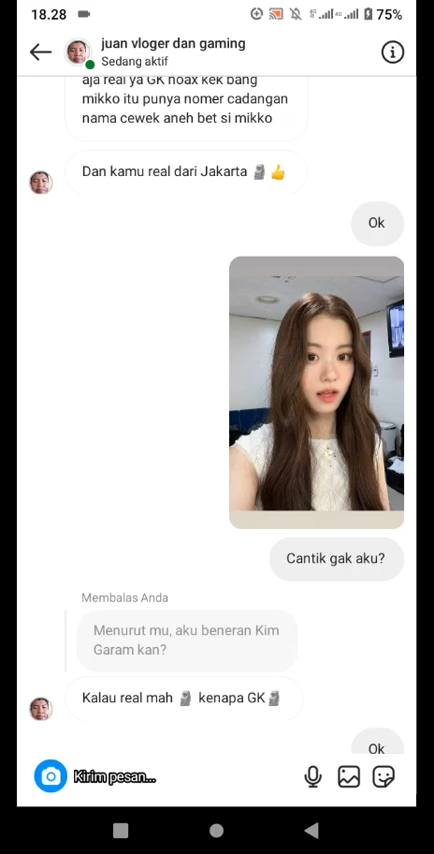 18.28
75%
juan vloger dan gaming
Sedang aktif
aja real ya GK hoax kek bang
mikko itu punya nomer cadangan
nama cewek aneh bet si mikko
Dan kamu real dari Jakarta 🗿👍
Ok
Cantik gak aku?
Membalas Anda
Menurut mu, aku beneran Kim
Garam kan?
Kalau real mah 🗿 kenapa GK🗿
Ok
Kirim pesan...